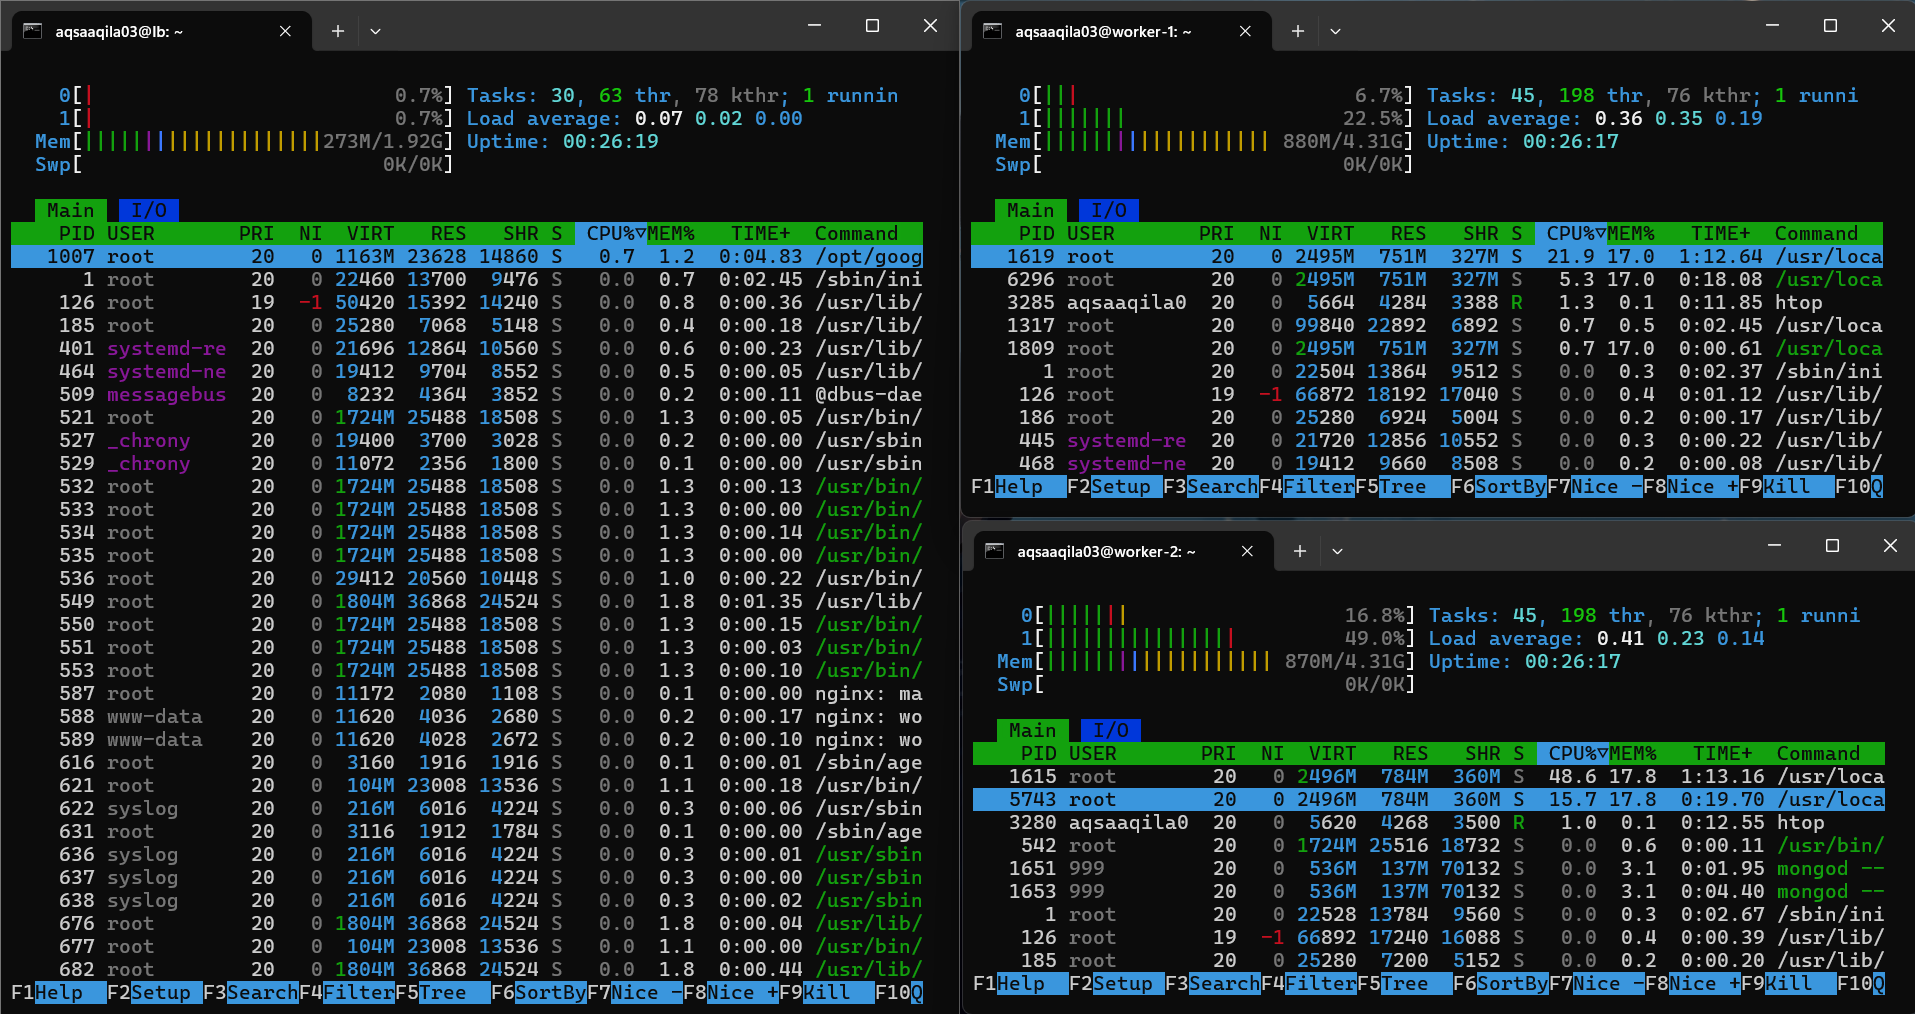 aqsaaqila03@lb: ~
0[| 0.7%] Tasks: 30, 63 thr, 78 kthr; 1 runnin
1[| 0.7%] Load average: 0.07 0.02 0.00
Mem[||||||||||||||||||||273M/1.92G] Uptime: 00:26:19
Swp[ 0K/0K]
Main I/O
PID USER PRI NI VIRT RES SHR S CPU%▽MEM% TIME+ Command
1007 root 20 0 1163M 23628 14860 S 0.7 1.2 0:04.83 /opt/goog
1 root 20 0 22460 13700 9476 S 0.0 0.7 0:02.45 /sbin/ini
126 root 19 -1 50420 15392 14240 S 0.0 0.8 0:00.36 /usr/lib/
185 root 20 0 25280 7068 5148 S 0.0 0.4 0:00.18 /usr/lib/
401 systemd-re 20 0 21696 12864 10560 S 0.0 0.6 0:00.23 /usr/lib/
464 systemd-ne 20 0 19412 9704 8552 S 0.0 0.5 0:00.05 /usr/lib/
509 messagebus 20 0 8232 4364 3852 S 0.0 0.2 0:00.11 @dbus-dae
521 root 20 0 1724M 25488 18508 S 0.0 1.3 0:00.05 /usr/bin/
527 _chrony 20 0 19400 3700 3028 S 0.0 0.2 0:00.00 /usr/sbin
529 _chrony 20 0 11072 2356 1800 S 0.0 0.1 0:00.00 /usr/sbin
532 root 20 0 1724M 25488 18508 S 0.0 1.3 0:00.13 /usr/bin/
533 root 20 0 1724M 25488 18508 S 0.0 1.3 0:00.00 /usr/bin/
534 root 20 0 1724M 25488 18508 S 0.0 1.3 0:00.14 /usr/bin/
535 root 20 0 1724M 25488 18508 S 0.0 1.3 0:00.00 /usr/bin/
536 root 20 0 29412 20560 10448 S 0.0 1.0 0:00.22 /usr/bin/
549 root 20 0 1804M 36868 24524 S 0.0 1.8 0:01.35 /usr/lib/
550 root 20 0 1724M 25488 18508 S 0.0 1.3 0:00.15 /usr/bin/
551 root 20 0 1724M 25488 18508 S 0.0 1.3 0:00.03 /usr/bin/
553 root 20 0 1724M 25488 18508 S 0.0 1.3 0:00.10 /usr/bin/
587 root 20 0 11172 2080 1108 S 0.0 0.1 0:00.00 nginx: ma
588 www-data 20 0 11620 4036 2680 S 0.0 0.2 0:00.17 nginx: wo
589 www-data 20 0 11620 4028 2672 S 0.0 0.2 0:00.10 nginx: wo
616 root 20 0 3160 1916 1916 S 0.0 0.1 0:00.01 /sbin/age
621 root 20 0 104M 23008 13536 S 0.0 1.1 0:00.18 /usr/bin/
622 syslog 20 0 216M 6016 4224 S 0.0 0.3 0:00.06 /usr/sbin
631 root 20 0 3116 1912 1784 S 0.0 0.1 0:00.00 /sbin/age
636 syslog 20 0 216M 6016 4224 S 0.0 0.3 0:00.01 /usr/sbin
637 syslog 20 0 216M 6016 4224 S 0.0 0.3 0:00.00 /usr/sbin
638 syslog 20 0 216M 6016 4224 S 0.0 0.3 0:00.02 /usr/sbin
676 root 20 0 1804M 36868 24524 S 0.0 1.8 0:00.04 /usr/lib/
677 root 20 0 104M 23008 13536 S 0.0 1.1 0:00.00 /usr/bin/
682 root 20 0 1804M 36868 24524 S 0.0 1.8 0:00.44 /usr/lib/
F1Help F2Setup F3SearchF4FilterF5Tree F6SortByF7Nice -F8Nice +F9Kill F10Q
aqsaaqila03@worker-1: ~
0[||| 6.7%] Tasks: 45, 198 thr, 76 kthr; 1 runni
1[||||||| 22.5%] Load average: 0.36 0.35 0.19
Mem[||||||||||||||||||| 880M/4.31G] Uptime: 00:26:17
Swp[ 0K/0K]
Main I/O
PID USER PRI NI VIRT RES SHR S CPU%▽MEM% TIME+ Command
1619 root 20 0 2495M 751M 327M S 21.9 17.0 1:12.64 /usr/loca
6296 root 20 0 2495M 751M 327M S 5.3 17.0 0:18.08 /usr/loca
3285 aqsaaqila0 20 0 5664 4284 3388 R 1.3 0.1 0:11.85 htop
1317 root 20 0 99840 22892 6892 S 0.7 0.5 0:02.45 /usr/loca
1809 root 20 0 2495M 751M 327M S 0.7 17.0 0:00.61 /usr/loca
1 root 20 0 22504 13864 9512 S 0.0 0.3 0:02.37 /sbin/ini
126 root 19 -1 66872 18192 17040 S 0.0 0.4 0:01.12 /usr/lib/
186 root 20 0 25280 6924 5004 S 0.0 0.2 0:00.17 /usr/lib/
445 systemd-re 20 0 21720 12856 10552 S 0.0 0.3 0:00.22 /usr/lib/
468 systemd-ne 20 0 19412 9660 8508 S 0.0 0.2 0:00.08 /usr/lib/
F1Help F2Setup F3SearchF4FilterF5Tree F6SortByF7Nice -F8Nice +F9Kill F10Q
aqsaaqila03@worker-2: ~
0[||||||| 16.8%] Tasks: 45, 198 thr, 76 kthr; 1 runni
1[|||||||||||||||| 49.0%] Load average: 0.41 0.23 0.14
Mem[||||||||||||||||||| 870M/4.31G] Uptime: 00:26:17
Swp[ 0K/0K]
Main I/O
PID USER PRI NI VIRT RES SHR S CPU%▽MEM% TIME+ Command
1615 root 20 0 2496M 784M 360M S 48.6 17.8 1:13.16 /usr/loca
5743 root 20 0 2496M 784M 360M S 15.7 17.8 0:19.70 /usr/loca
3280 aqsaaqila0 20 0 5620 4268 3500 R 1.0 0.1 0:12.55 htop
542 root 20 0 1724M 25516 18732 S 0.0 0.6 0:00.11 /usr/bin/
1651 999 20 0 536M 137M 70132 S 0.0 3.1 0:01.95 mongod --
1653 999 20 0 536M 137M 70132 S 0.0 3.1 0:04.40 mongod --
1 root 20 0 22528 13784 9560 S 0.0 0.3 0:02.67 /sbin/ini
126 root 19 -1 66892 17240 16088 S 0.0 0.4 0:00.39 /usr/lib/
185 root 20 0 25280 7200 5152 S 0.0 0.2 0:00.20 /usr/lib/
F1Help F2Setup F3SearchF4FilterF5Tree F6SortByF7Nice -F8Nice +F9Kill F10Q